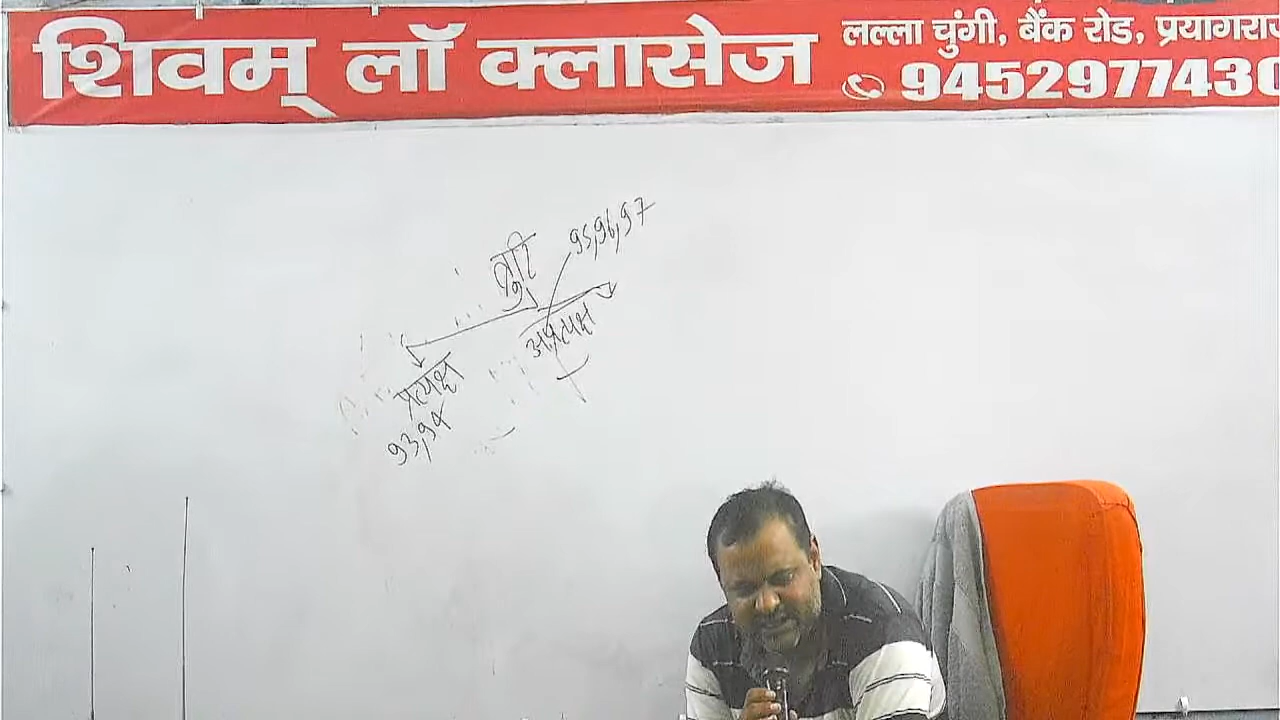 शिवम् लॉ क्लासेज
लल्ला चुंगी, बैंक रोड, प्रयागराज
9452977430
त्रुटि
95,96,97
प्रत्यक्ष
अप्रत्यक्ष
93,94